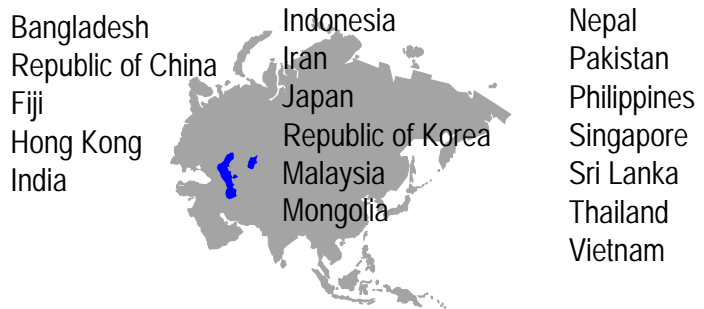 Bangladesh
Republic of China
Fiji
Hong Kong
India
Indonesia
Iran
Japan
Republic of Korea
Malaysia
Mongolia
Nepal
Pakistan
Philippines
Singapore
Sri Lanka
Thailand
Vietnam